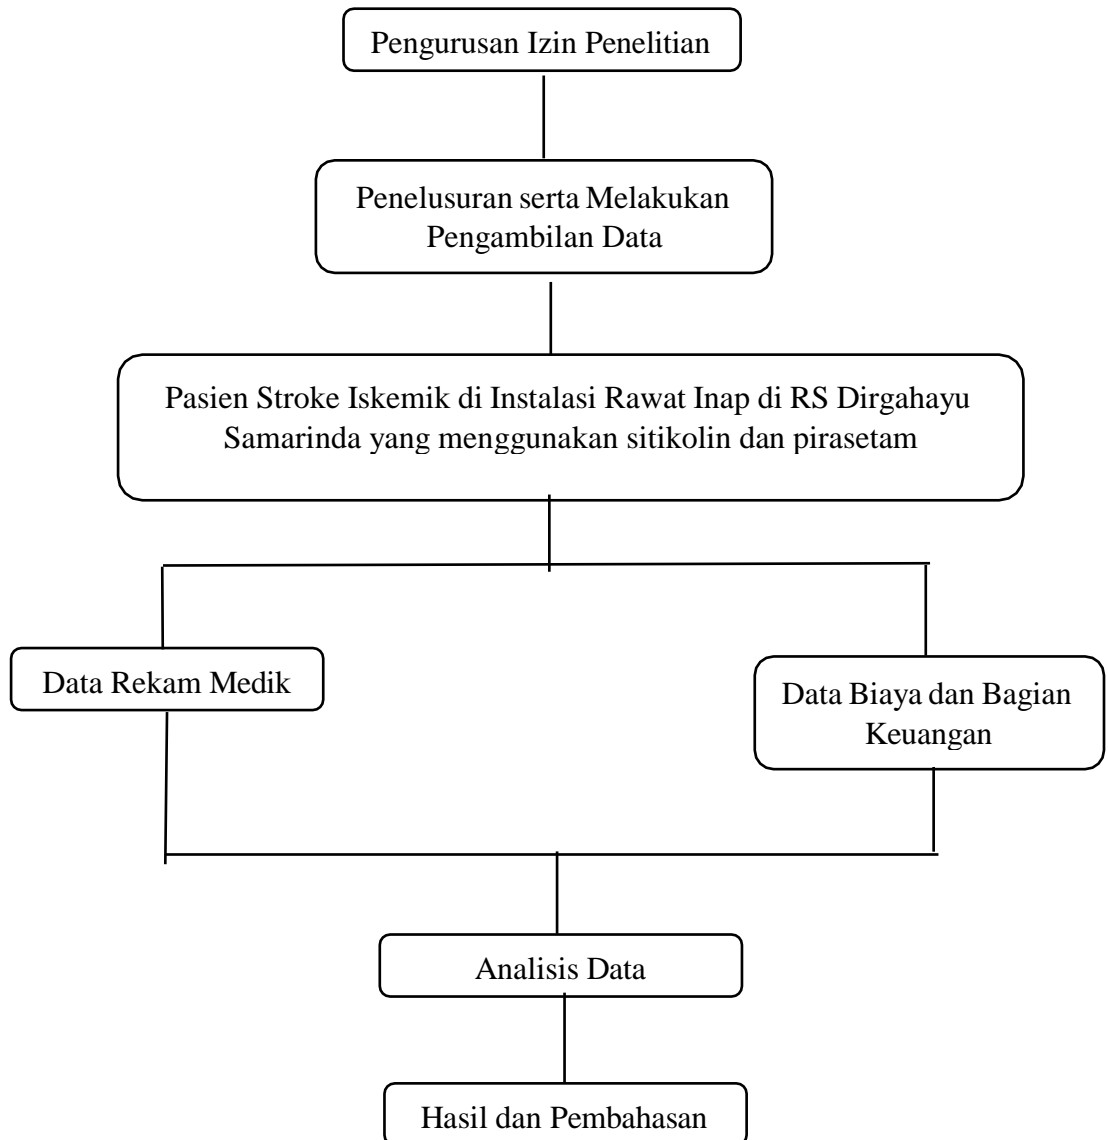 Pengurusan Izin Penelitian
Penelusuran serta Melakukan
Pengambilan Data
Pasien Stroke Iskemik di Instalasi Rawat Inap di RS Dirgahayu
Samarinda yang menggunakan sitikolin dan pirasetam
Data Rekam Medik
Data Biaya dan Bagian
Keuangan
Analisis Data
Hasil dan Pembahasan